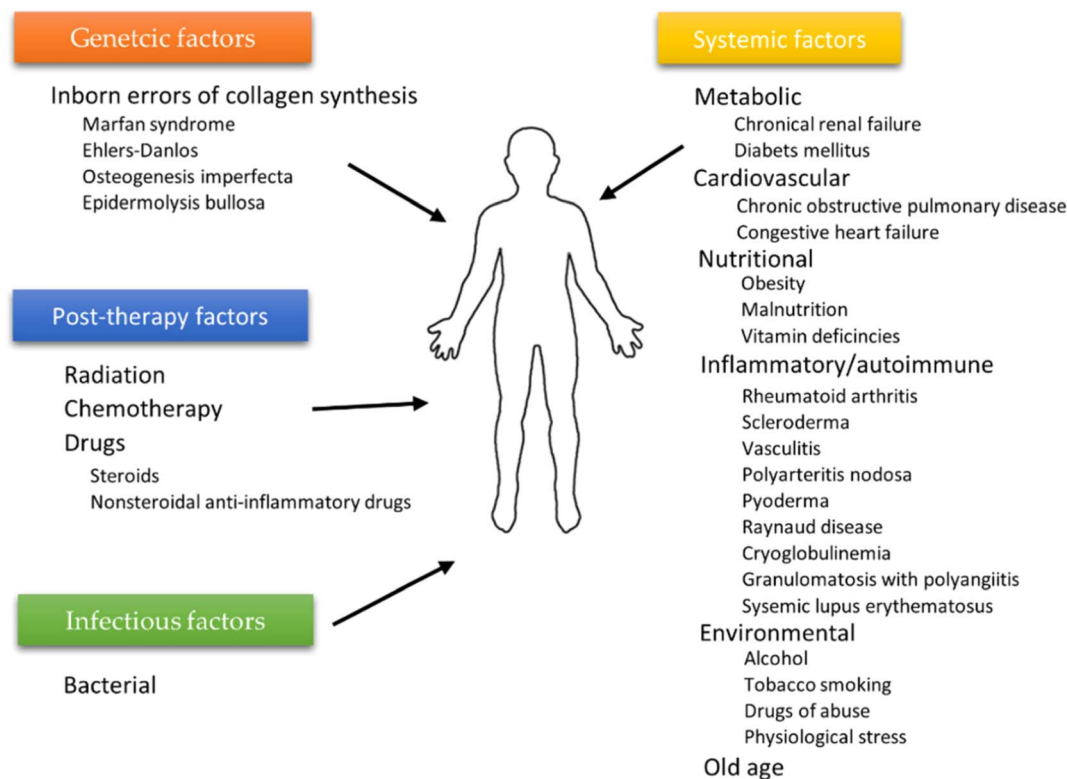 Genetcic factors
Inborn errors of collagen synthesis
Marfan syndrome
Ehlers-Danlos
Osteogenesis imperfecta
Epidermolysis bullosa
Post-therapy factors
Radiation
Chemotherapy
Drugs
Steroids
Nonsteroidal anti-inflammatory drugs
Infectious factors
Bacterial
Systemic factors
Metabolic
Chronical renal failure
Diabets mellitus
Cardiovascular
Chronic obstructive pulmonary disease
Congestive heart failure
Nutritional
Obesity
Malnutrition
Vitamin deficincies
Inflammatory/autoimmune
Rheumatoid arthritis
Scleroderma
Vasculitis
Polyarteritis nodosa
Pyoderma
Raynaud disease
Cryoglobulinemia
Granulomatosis with polyangiitis
Sysemic lupus erythematosus
Environmental
Alcohol
Tobacco smoking
Drugs of abuse
Physiological stress
Old age